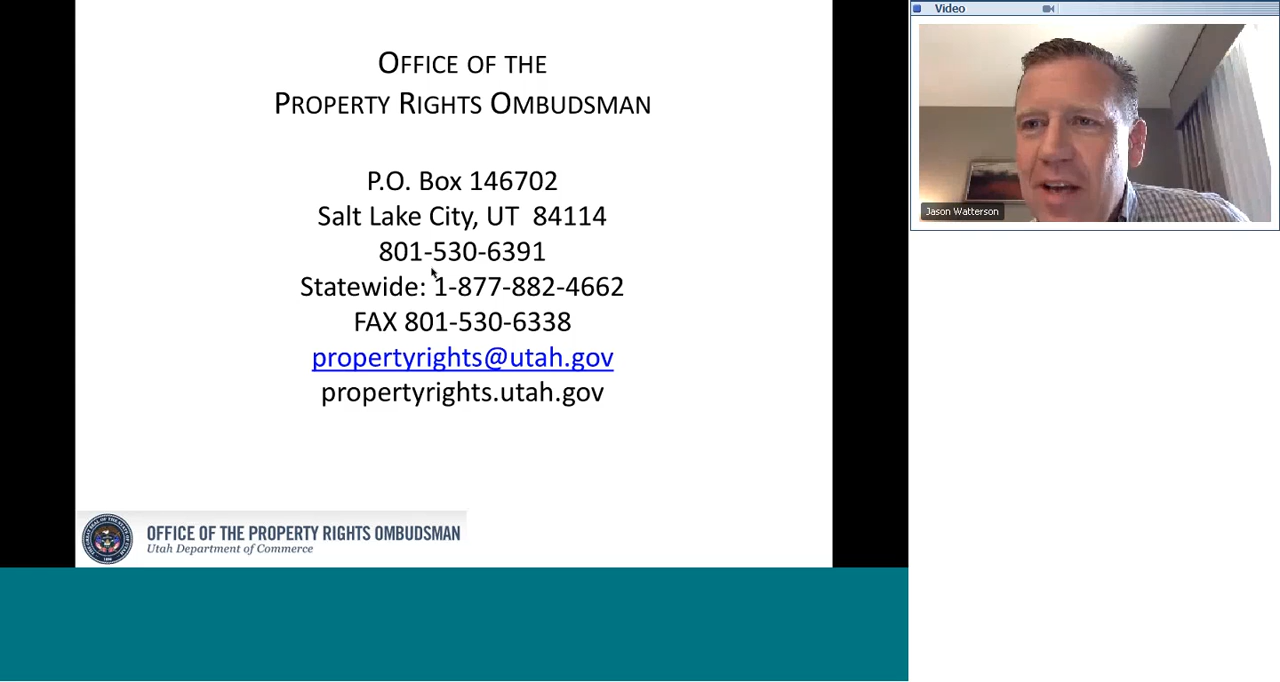 OFFICE OF THE
PROPERTY RIGHTS OMBUDSMAN
P.O. Box 146702
Salt Lake City, UT 84114
801-530-6391
Statewide: 1-877-882-4662
FAX 801-530-6338
propertyrights@utah.gov
propertyrights.utah.gov
OFFICE OF THE PROPERTY RIGHTS OMBUDSMAN
Utah Department of Commerce
Video
Jason Watterson